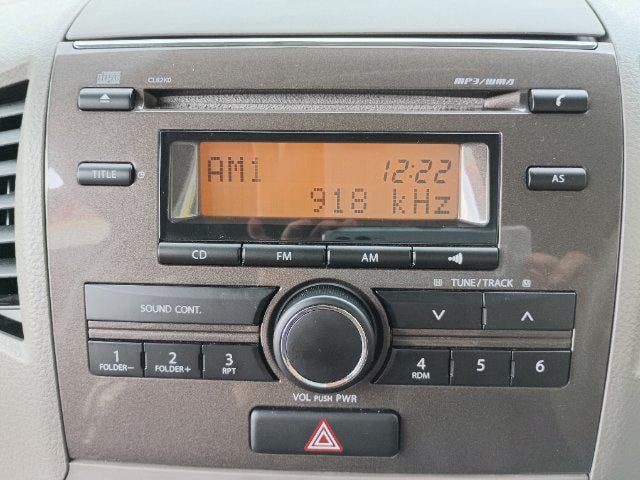 CL82K0
MP3/WMA
TITLE
AM1 12:22
918 kHz
AS
CD FM AM
TUNE/TRACK
SOUND CONT.
1 2 3 4 5 6
FOLDER- FOLDER+ RPT RDM
VOL PUSH PWR